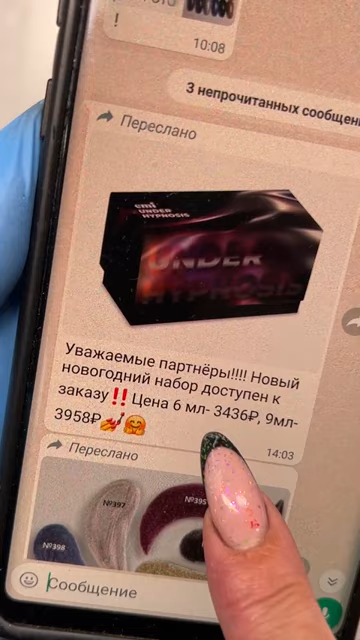 !
10:08
3 непрочитанных сообщен
Переслано
emi
UNDER
HYPNOSIS
UNDER
HYPNOSIS
Уважаемые партнёры!!!! Новый
новогодний набор доступен к
заказу‼️Цена 6 мл- 3436₽, 9мл-
3958₽💅🤗
14:03
Переслано
№397
№395
№398
Сообщение